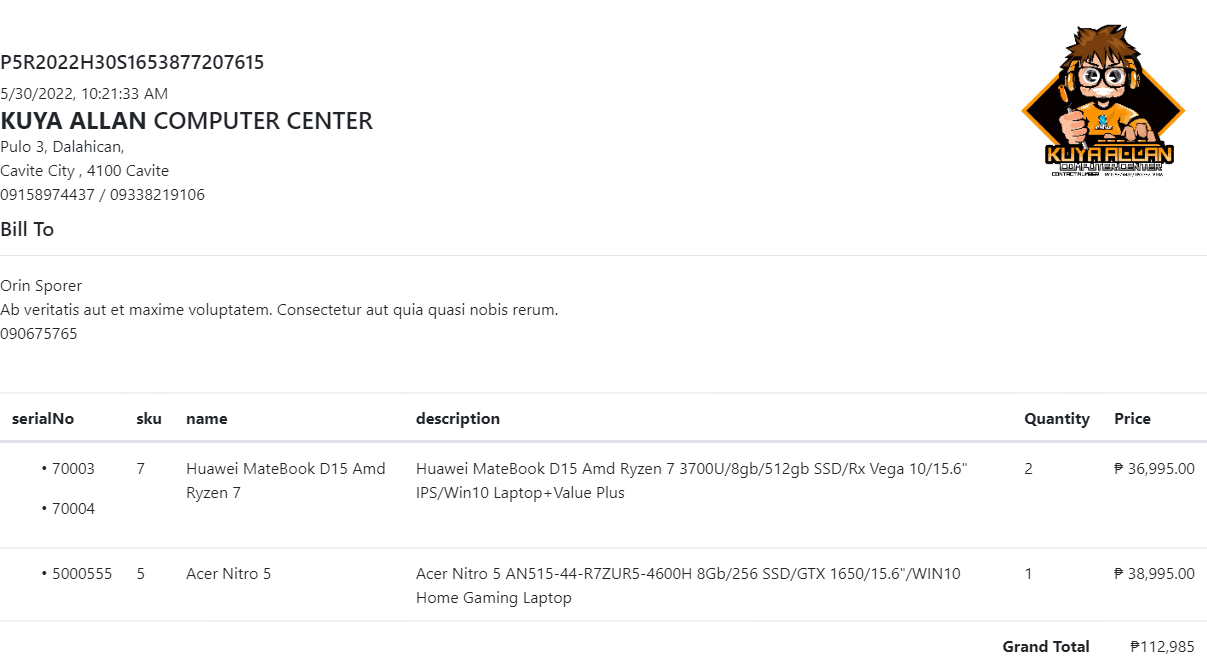 P5R2022H30S1653877207615
5/30/2022, 10:21:33 AM
KUYA ALLAN COMPUTER CENTER
Pulo 3, Dalahican,
Cavite City , 4100 Cavite
09158974437 / 09338219106
KUYA ALLAN
COMPUTER CENTER
CONTACT NUMBER
Bill To
Orin Sporer
Ab veritatis aut et maxime voluptatem. Consectetur aut quia quasi nobis rerum.
090675765
serialNo sku name description Quantity Price
• 70003 7 Huawei MateBook D15 Amd Huawei MateBook D15 Amd Ryzen 7 3700U/8gb/512gb SSD/Rx Vega 10/15.6" 2 ₱ 36,995.00
Ryzen 7 IPS/Win10 Laptop+Value Plus
• 70004
• 5000555 5 Acer Nitro 5 Acer Nitro 5 AN515-44-R7ZUR5-4600H 8Gb/256 SSD/GTX 1650/15.6"/WIN10 1 ₱ 38,995.00
Home Gaming Laptop
Grand Total ₱112,985